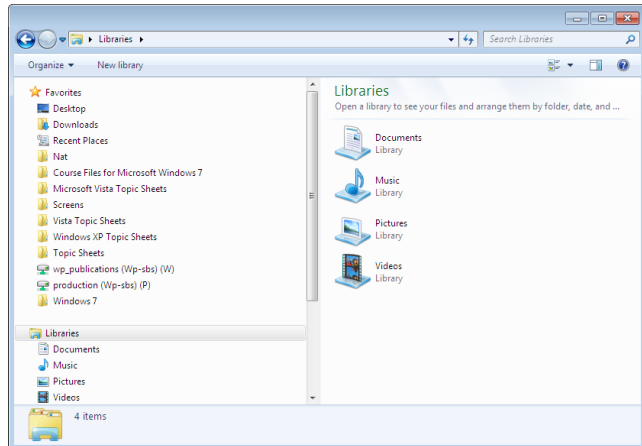 Libraries
Search Libraries
Organize
New library
Favorites
Desktop
Downloads
Recent Places
Nat
Course Files for Microsoft Windows 7
Microsoft Vista Topic Sheets
Screens
Vista Topic Sheets
Windows XP Topic Sheets
Topic Sheets
wp_publications (Wp-sbs) (W)
production (Wp-sbs) (P)
Windows 7
Libraries
Documents
Music
Pictures
Videos
Libraries
Open a library to see your files and arrange them by folder, date, and ...
Documents
Library
Music
Library
Pictures
Library
Videos
Library
4 items